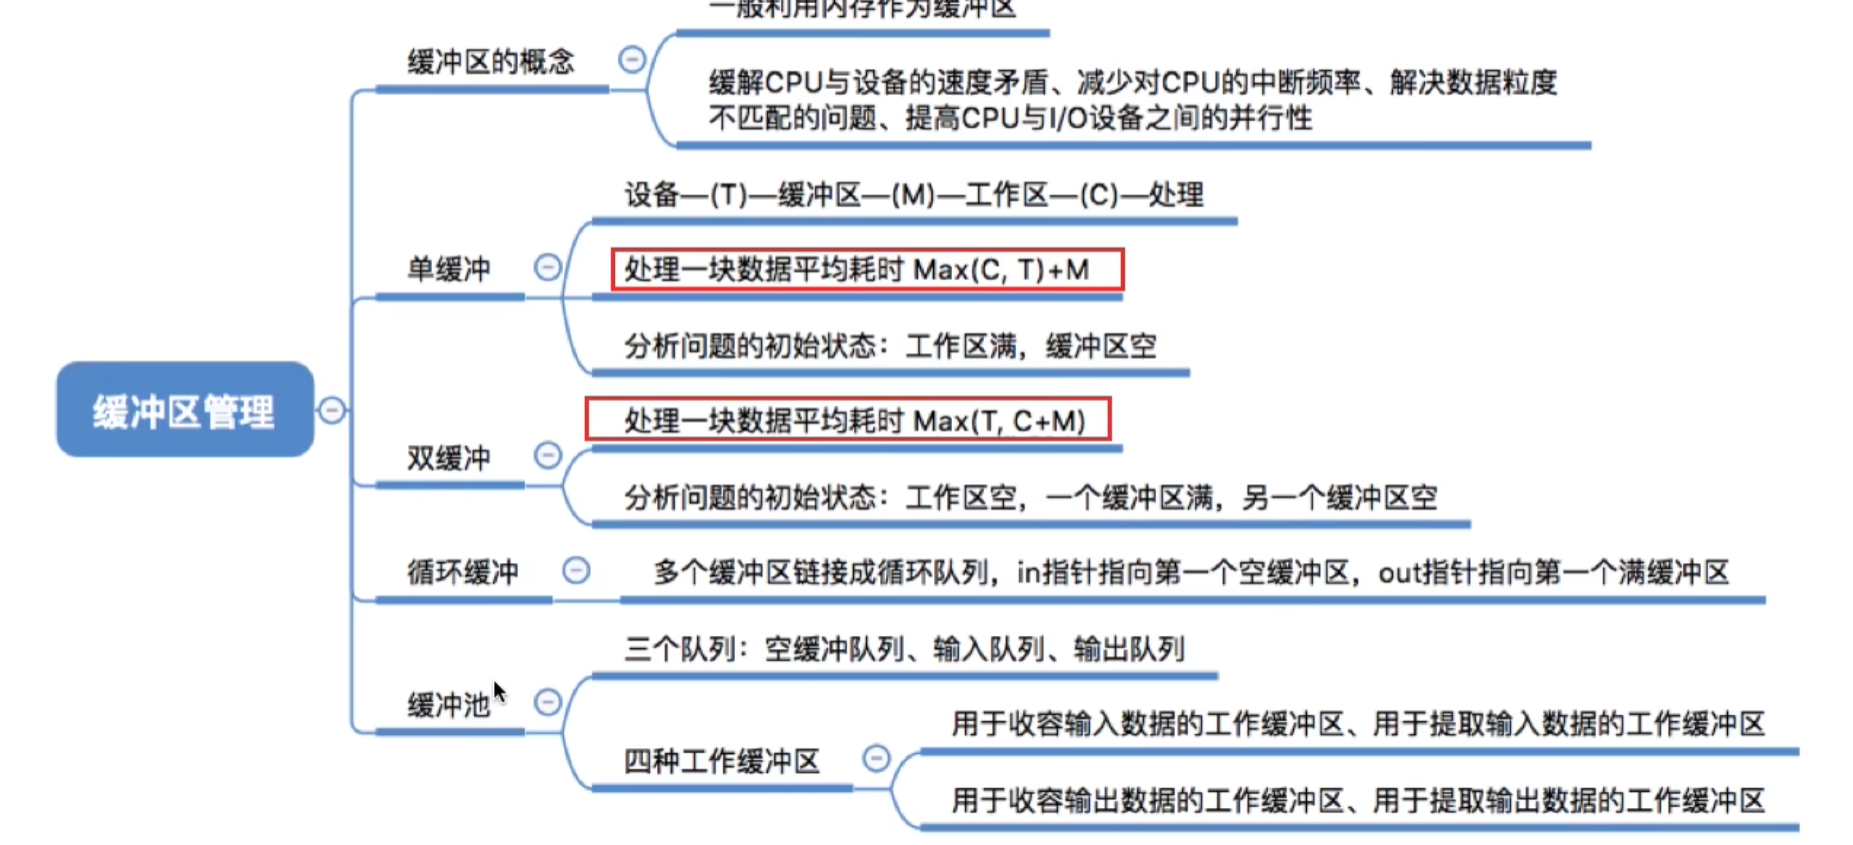 一般利用内存作为缓冲区
缓冲区的概念
缓解CPU与设备的速度矛盾、减少对CPU的中断频率、解决数据粒度
不匹配的问题、提高CPU与I/O设备之间的并行性
设备—(T)—缓冲区—(M)—工作区—(C)—处理
单缓冲
处理一块数据平均耗时 Max(C, T)+M
分析问题的初始状态：工作区满，缓冲区空
缓冲区管理
处理一块数据平均耗时 Max(T, C+M)
双缓冲
分析问题的初始状态：工作区空，一个缓冲区满，另一个缓冲区空
循环缓冲
多个缓冲区链接成循环队列，in指针指向第一个空缓冲区，out指针指向第一个满缓冲区
三个队列：空缓冲队列、输入队列、输出队列
缓冲池
用于收容输入数据的工作缓冲区、用于提取输入数据的工作缓冲区
四种工作缓冲区
用于收容输出数据的工作缓冲区、用于提取输出数据的工作缓冲区